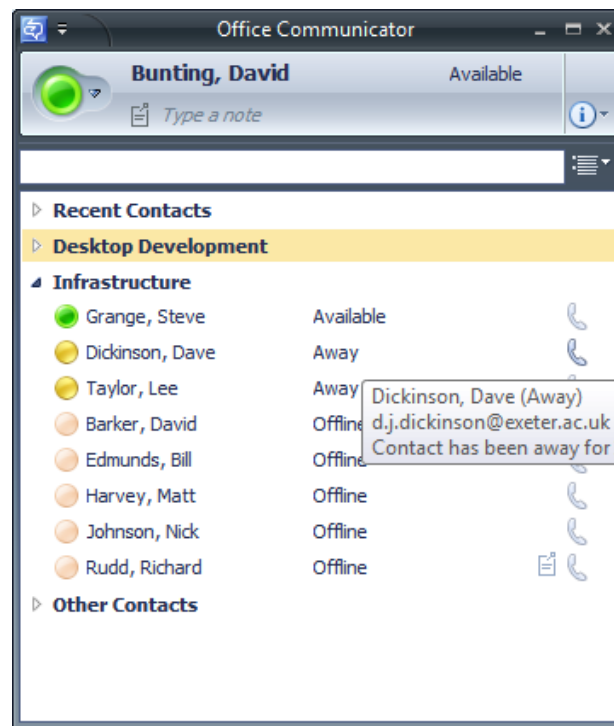 Office Communicator
Bunting, David Available
Type a note
Recent Contacts
Desktop Development
Infrastructure
Grange, Steve Available
Dickinson, Dave Away
Taylor, Lee Away
Dickinson, Dave (Away)
d.j.dickinson@exeter.ac.uk
Contact has been away for
Barker, David Offline
Edmunds, Bill Offline
Harvey, Matt Offline
Johnson, Nick Offline
Rudd, Richard Offline
Other Contacts